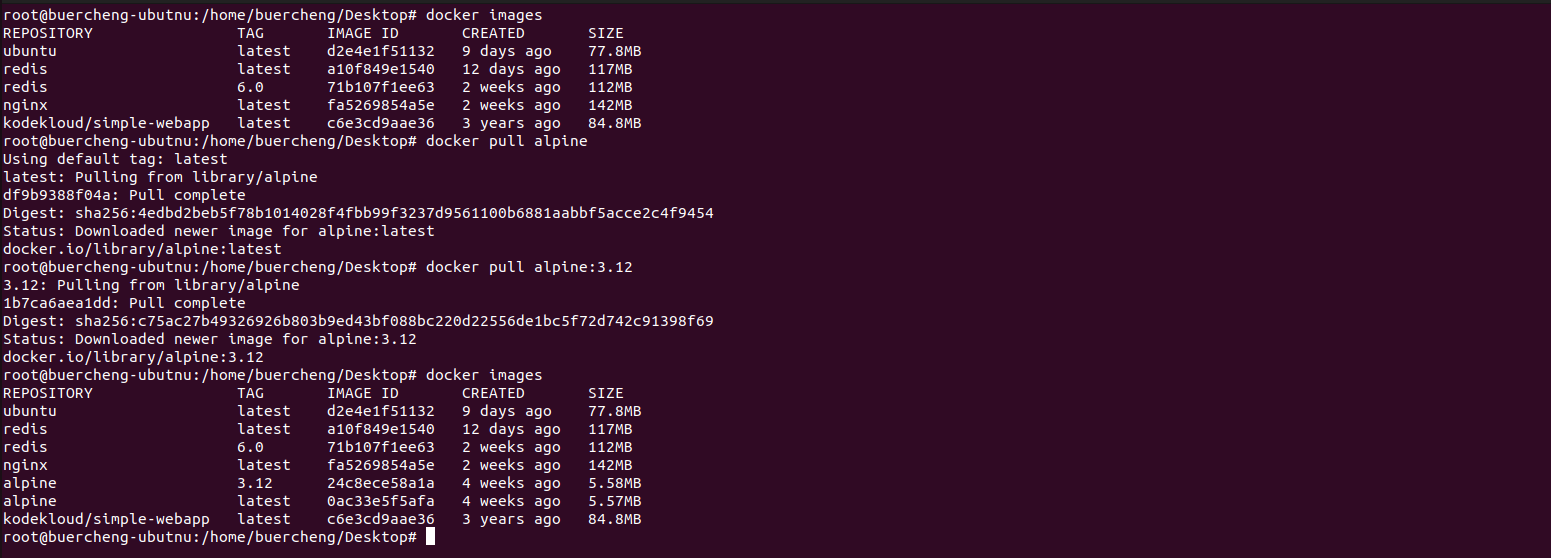 root@buercheng-ubutnu:/home/buercheng/Desktop# docker images
REPOSITORY                TAG       IMAGE ID       CREATED       SIZE
ubuntu                    latest    d2e4e1f51132   9 days ago    77.8MB
redis                     latest    a10f849e1540   12 days ago   117MB
redis                     6.0       71b107f1ee63   2 weeks ago   112MB
nginx                     latest    fa5269854a5e   2 weeks ago   142MB
kodekloud/simple-webapp   latest    c6e3cd9aae36   3 years ago   84.8MB
root@buercheng-ubutnu:/home/buercheng/Desktop# docker pull alpine
Using default tag: latest
latest: Pulling from library/alpine
df9b9388f04a: Pull complete
Digest: sha256:4edbd2beb5f78b1014028f4fbb99f3237d9561100b6881aabbf5acce2c4f9454
Status: Downloaded newer image for alpine:latest
docker.io/library/alpine:latest
root@buercheng-ubutnu:/home/buercheng/Desktop# docker pull alpine:3.12
3.12: Pulling from library/alpine
1b7ca6aea1dd: Pull complete
Digest: sha256:c75ac27b49326926b803b9ed43bf088bc220d22556de1bc5f72d742c91398f69
Status: Downloaded newer image for alpine:3.12
docker.io/library/alpine:3.12
root@buercheng-ubutnu:/home/buercheng/Desktop# docker images
REPOSITORY                TAG       IMAGE ID       CREATED       SIZE
ubuntu                    latest    d2e4e1f51132   9 days ago    77.8MB
redis                     latest    a10f849e1540   12 days ago   117MB
redis                     6.0       71b107f1ee63   2 weeks ago   112MB
nginx                     latest    fa5269854a5e   2 weeks ago   142MB
alpine                    3.12      24c8ece58a1a   4 weeks ago   5.58MB
alpine                    latest    0ac33e5f5afa   4 weeks ago   5.57MB
kodekloud/simple-webapp   latest    c6e3cd9aae36   3 years ago   84.8MB
root@buercheng-ubutnu:/home/buercheng/Desktop#